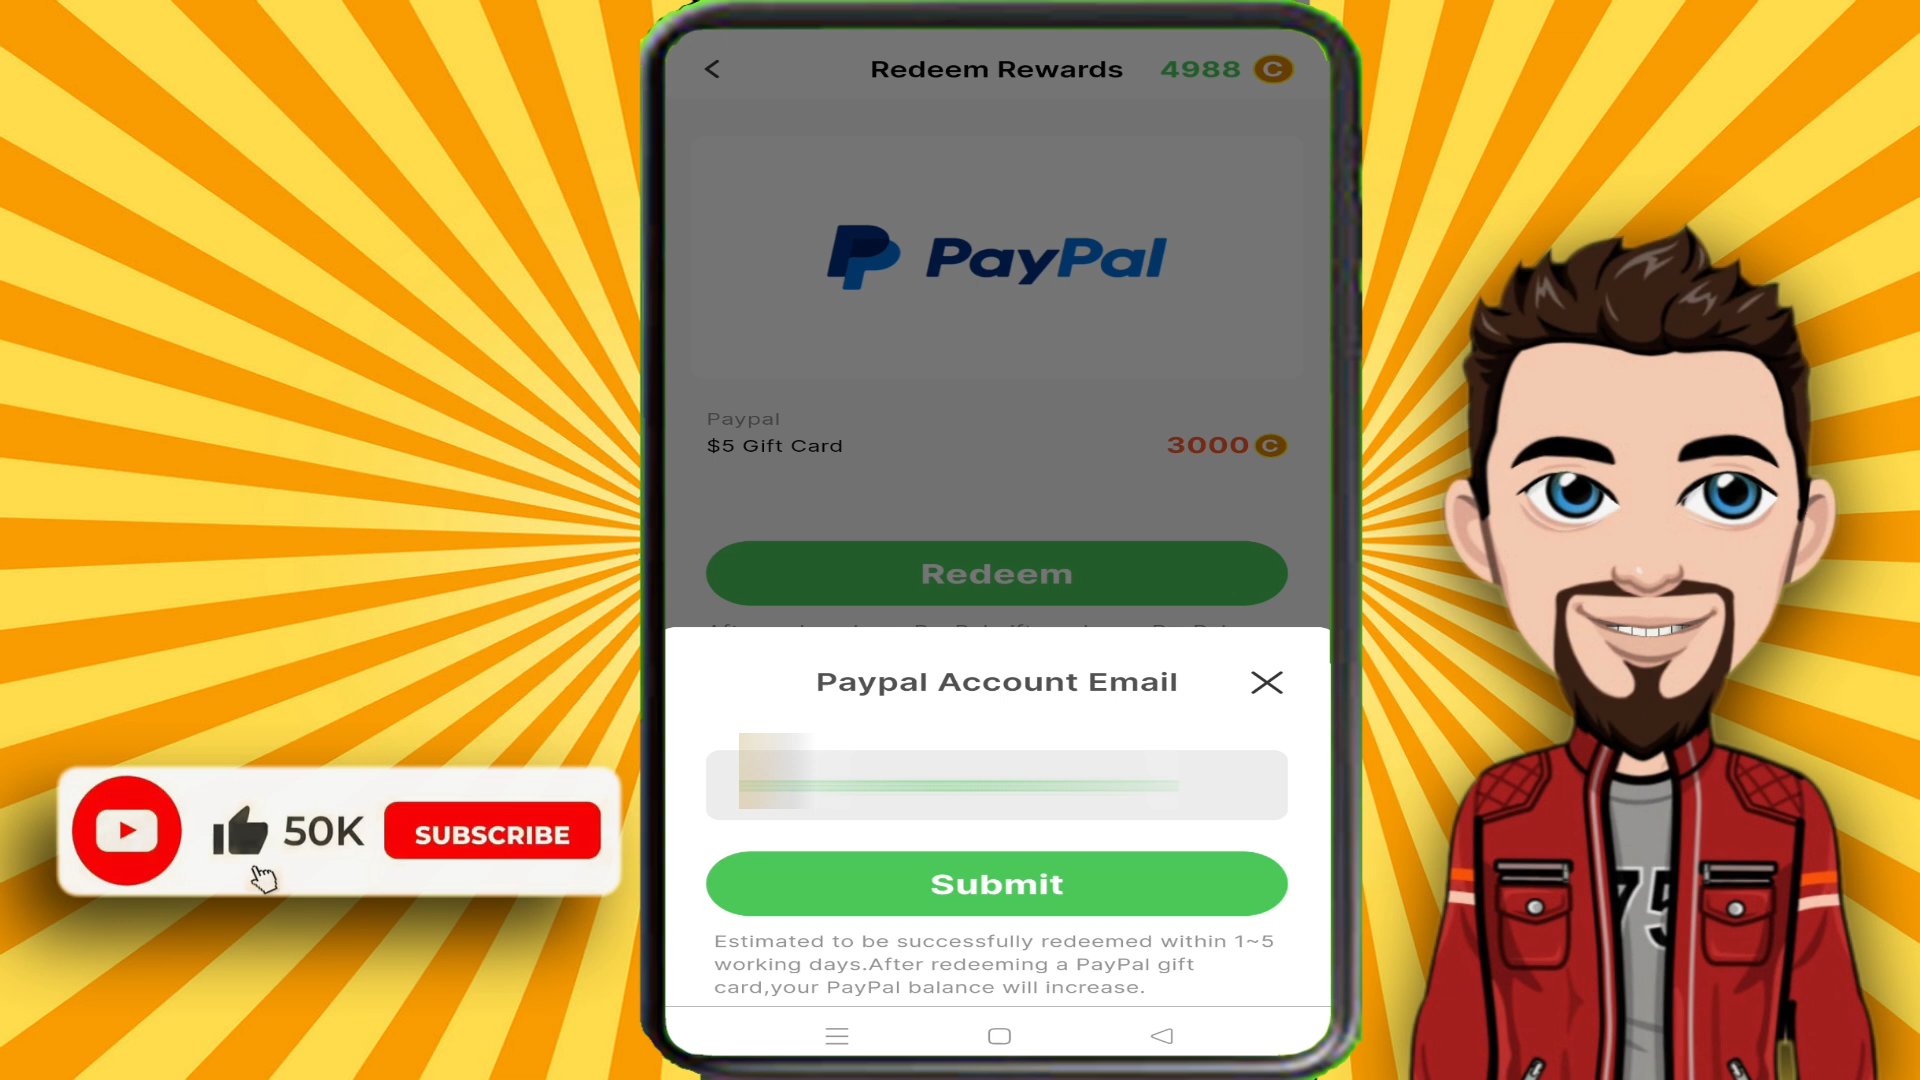 Redeem Rewards 4988 C
PayPal
Paypal
$5 Gift Card 3000 C
Redeem
Paypal Account Email
Submit
Estimated to be successfully redeemed within 1~5
working days.After redeeming a PayPal gift
card,your PayPal balance will increase.
50K SUBSCRIBE
75